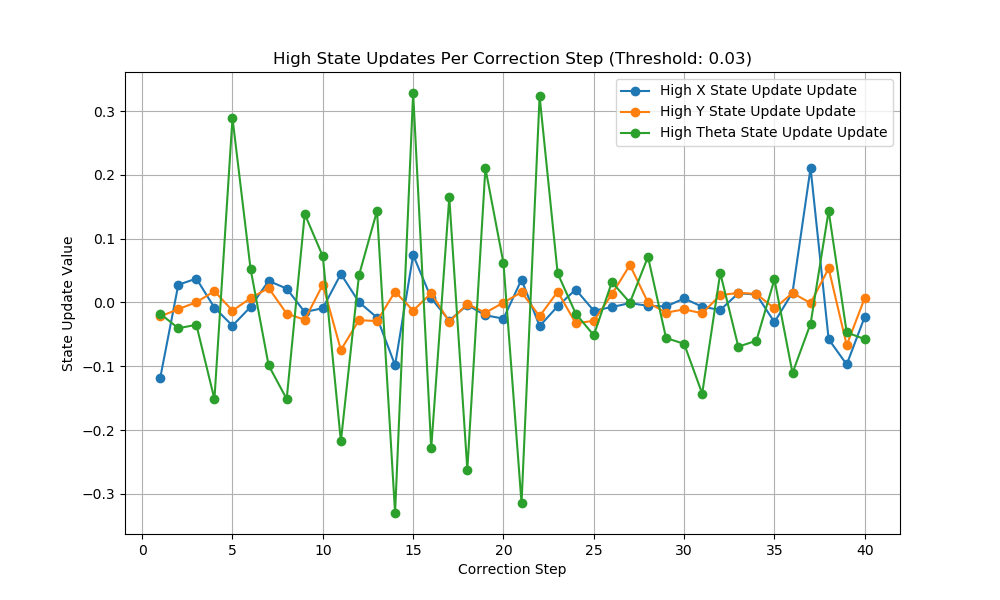 High State Updates Per Correction Step (Threshold: 0.03)
High X State Update Update
High Y State Update Update
High Theta State Update Update
State Update Value
0.3
0.2
0.1
0.0
−0.1
−0.2
−0.3
0 5 10 15 20 25 30 35 40
Correction Step